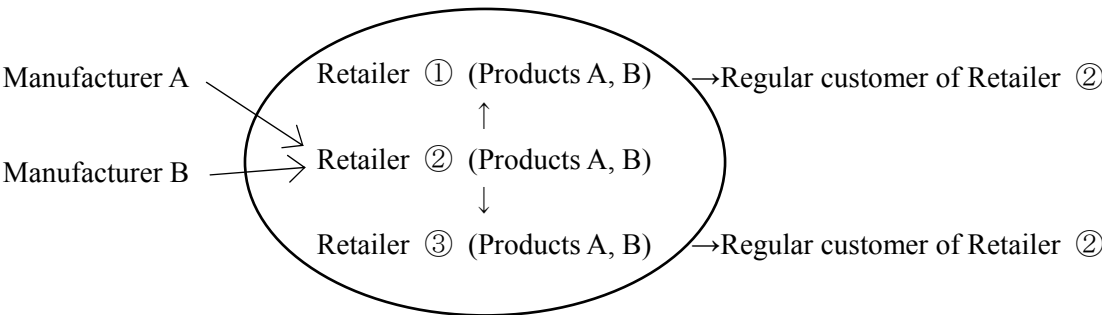 Manufacturer A Retailer ① (Products A, B) →Regular customer of Retailer ②
↑
Manufacturer B Retailer ② (Products A, B)
↓
Retailer ③ (Products A, B) →Regular customer of Retailer ②